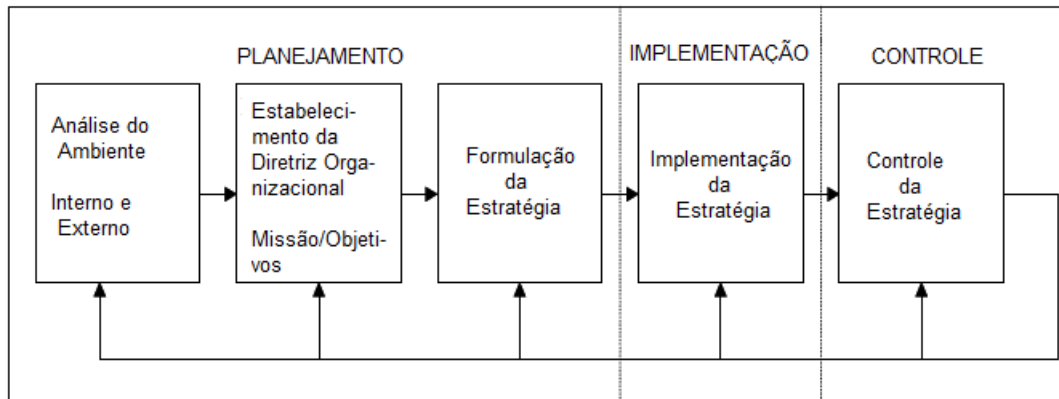 PLANEJAMENTO
IMPLEMENTAÇÃO
CONTROLE
Análise do
Ambiente
Interno e
Externo
Estabeleci-
mento da
Diretriz Orga-
nizacional
Missão/Objeti-
vos
Formulação
da
Estratégia
Implementação
da
Estratégia
Controle
da
Estratégia